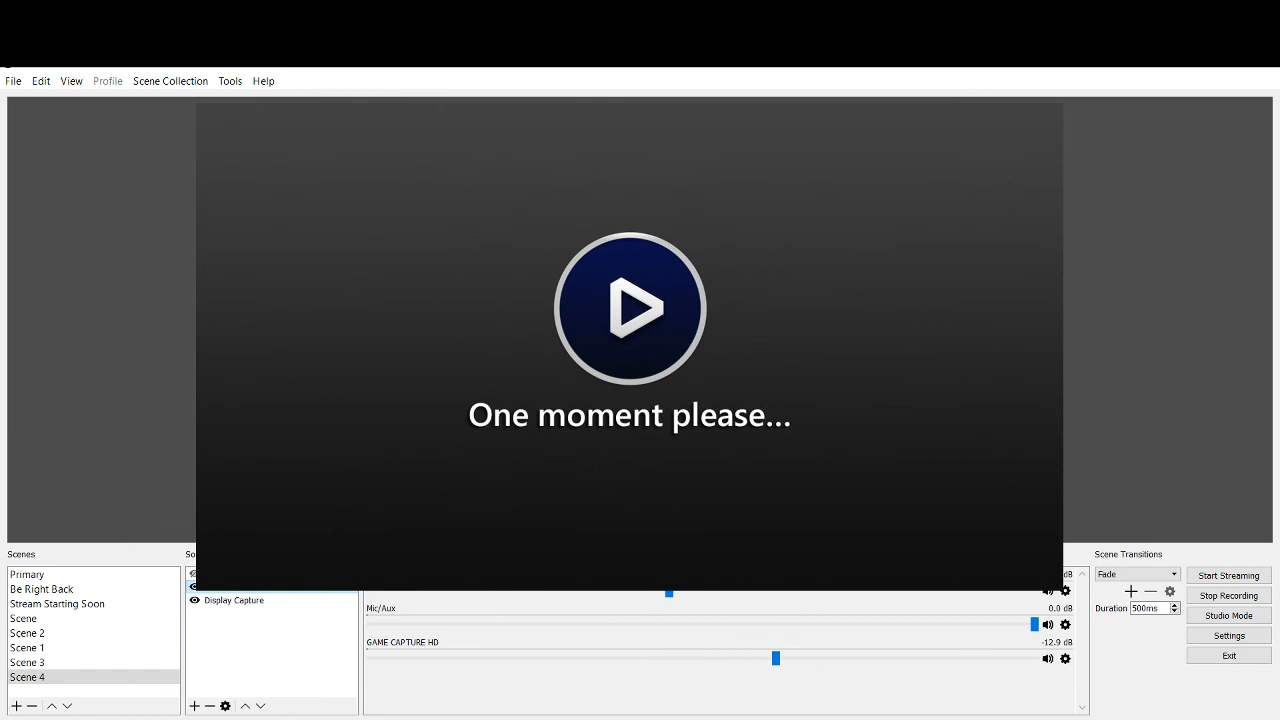 File Edit View Profile Scene Collection Tools Help
One moment please...
Scenes
So
Scene Transitions
Primary
Be Right Back
Stream Starting Soon
Scene
Scene 2
Scene 1
Scene 3
Scene 4
Display Capture
dB
Mic/Aux 0.0 dB
GAME CAPTURE HD -12.9 dB
Fade
Duration 500ms
Start Streaming
Stop Recording
Studio Mode
Settings
Exit